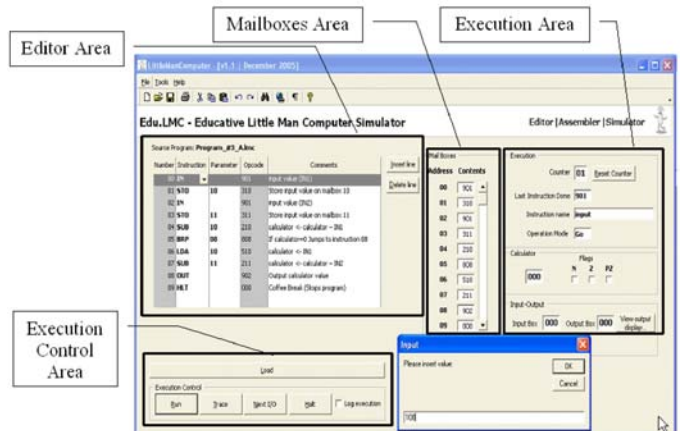 Mailboxes Area
Execution Area
Editor Area
LittleManComputer - [v1.1 | December 2005]
File Tools Help
Edu.LMC - Educative Little Man Computer Simulator
Editor|Assembler|Simulator
Source Program: Program_#3_A.lmc
Number Instruction Parameter Opcode Comments
00 IN 901 input value (IN1)
01 STO 10 310 Store input value on mailbox 10
02 IN 901 input value (IN2)
03 STO 11 311 Store input value on mailbox 11
04 SUB 10 210 calculator <- calculator - IN1
05 BRP 08 808 If calculator=0 Jumps to instruction 08
06 LDA 10 510 calculator <- IN1
07 SUB 11 211 calculator <- calculator - IN2
08 OUT 902 Output calculator value
09 HLT 000 Coffee Break (Stops program)
Insert line
Delete line
Mail Boxes
Address Contents
00 901
01 310
02 901
03 311
04 210
05 808
06 510
07 211
08 902
09 000
Execution
Counter 01 Reset Counter
Last Instruction Done 901
Instruction name input
Operation Mode Go
Calculator
000
Flags
N Z PZ
Input-Output
Input Box 000 Output Box 000 View output display...
Execution
Control
Area
Load
Execution Control
Run Trace Next I/O Halt Log execution
Input
Please insert value
OK
Cancel
100